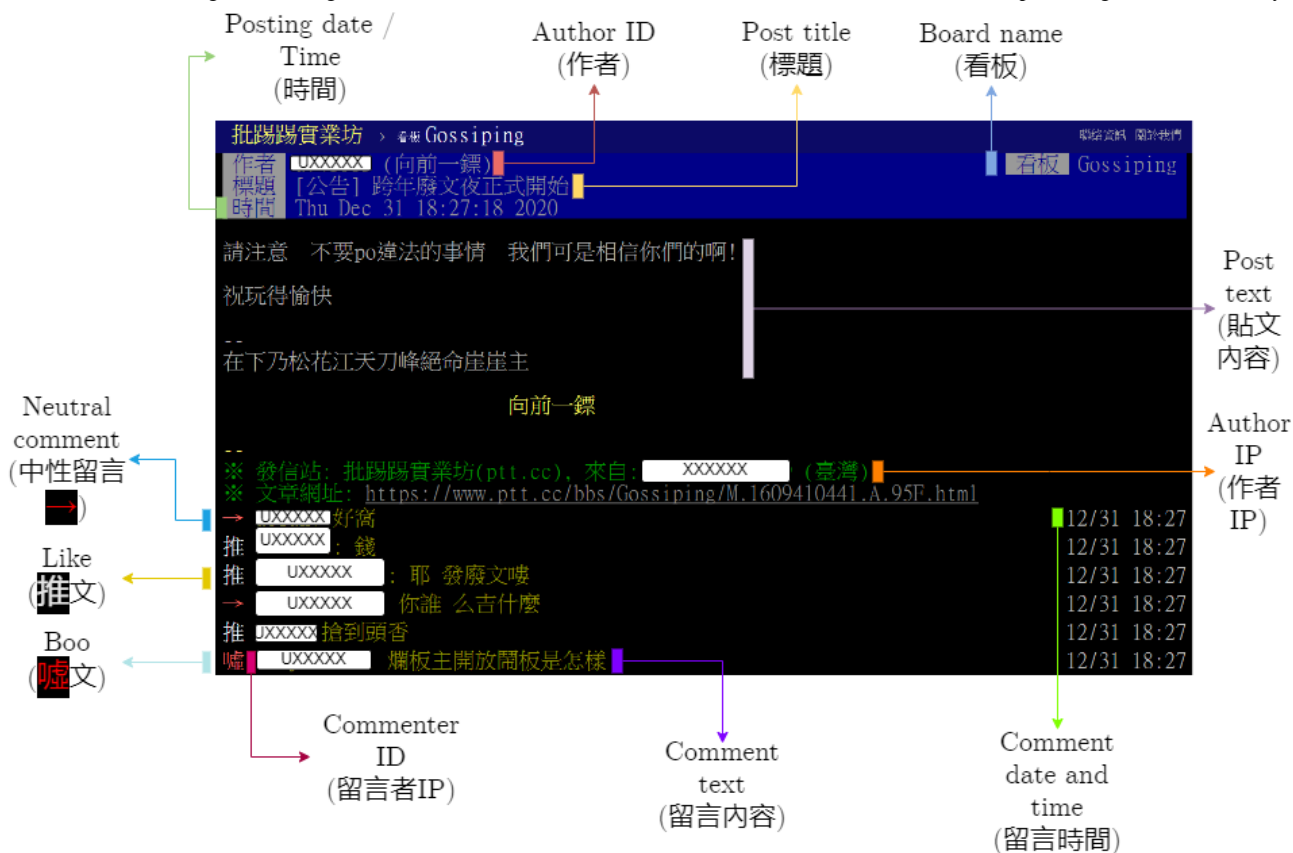 Posting date /
Time
(時間)
Author ID
(作者)
Post title
(標題)
Board name
(看板)
批踢踢實業坊 › 看板 Gossiping
聯絡資訊 關於我們
作者 UXXXXX (向前一鏢)
看板 Gossiping
標題 [公告] 跨年廢文夜正式開始
時間 Thu Dec 31 18:27:18 2020
請注意 不要po違法的事情 我們可是相信你們的啊!
祝玩得愉快
--
在下乃松花江天刀峰絕命崖崖主
向前一鏢
--
※ 發信站: 批踢踢實業坊(ptt.cc), 來自: XXXXXX (臺灣)
※ 文章網址: https://www.ptt.cc/bbs/Gossiping/M.1609410441.A.95F.html
→ UXXXXX 好窩 12/31 18:27
推 UXXXXX : 錢 12/31 18:27
推 UXXXXX : 耶 發廢文嘍 12/31 18:27
→ UXXXXX 你誰 么吉什麼 12/31 18:27
推 UXXXXX 搶到頭香 12/31 18:27
噓 UXXXXX 爛板主開放鬧板是怎樣 12/31 18:27
Post
text
(貼文
內容)
Author
IP
(作者
IP)
Neutral
comment
(中性留言
→)
Like
(推文)
Boo
(噓文)
Commenter
ID
(留言者IP)
Comment
text
(留言內容)
Comment
date and
time
(留言時間)